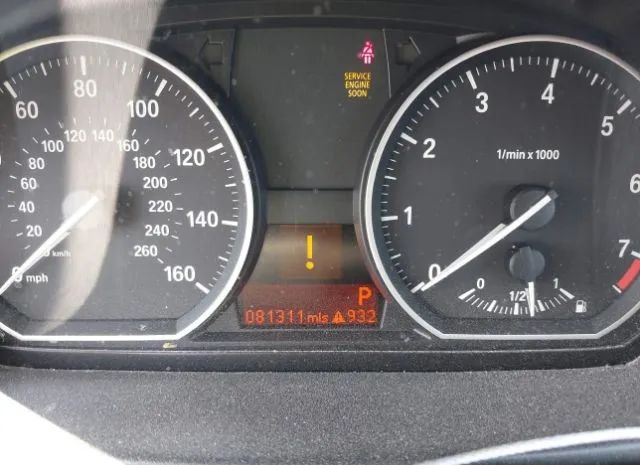 60 80 100 120 140 160
20 40 60 80 100 120 140 160 180 200 220 240 260
km/h
0 mph
SERVICE
ENGINE
SOON
!
P
081311 mls 932
0 1 2 3 4 5 6 7
1/min x 1000
0 1/2 1